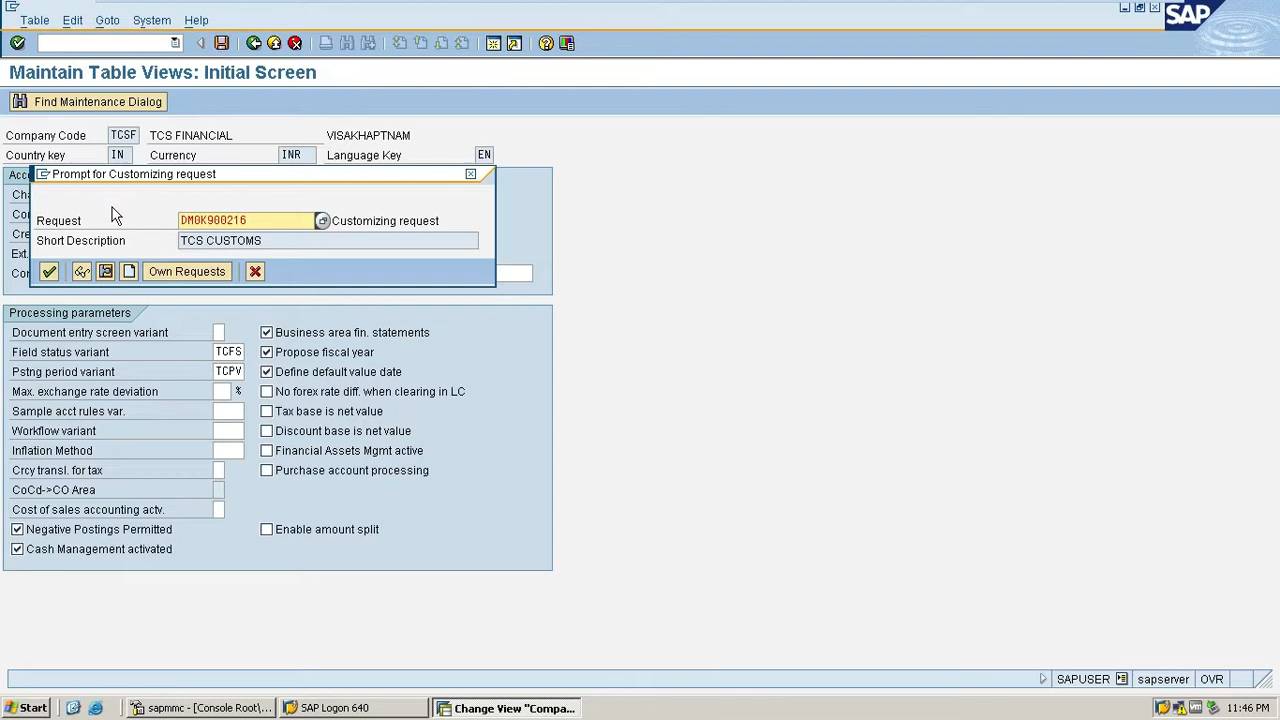 Table Edit Goto System Help
SAP
Maintain Table Views: Initial Screen
Find Maintenance Dialog
Company Code TCSF TCS FINANCIAL VISAKHAPTNAM
Country key IN Currency INR Language Key EN
Prompt for Customizing request
Request DM0K900216 Customizing request
Short Description TCS CUSTOMS
Own Requests
Processing parameters
Document entry screen variant Business area fin. statements
Field status variant TCFS Propose fiscal year
Pstng period variant TCPV Define default value date
Max. exchange rate deviation % No forex rate diff. when clearing in LC
Sample acct rules var. Tax base is net value
Workflow variant Discount base is net value
Inflation Method Financial Assets Mgmt active
Crcy transl. for tax Purchase account processing
CoCd->CO Area
Cost of sales accounting actv.
Negative Postings Permitted Enable amount split
Cash Management activated
SAPUSER sapserver OVR
Start sapmmc - [Console Root\... SAP Logon 640 Change View "Compa... 11:46 PM